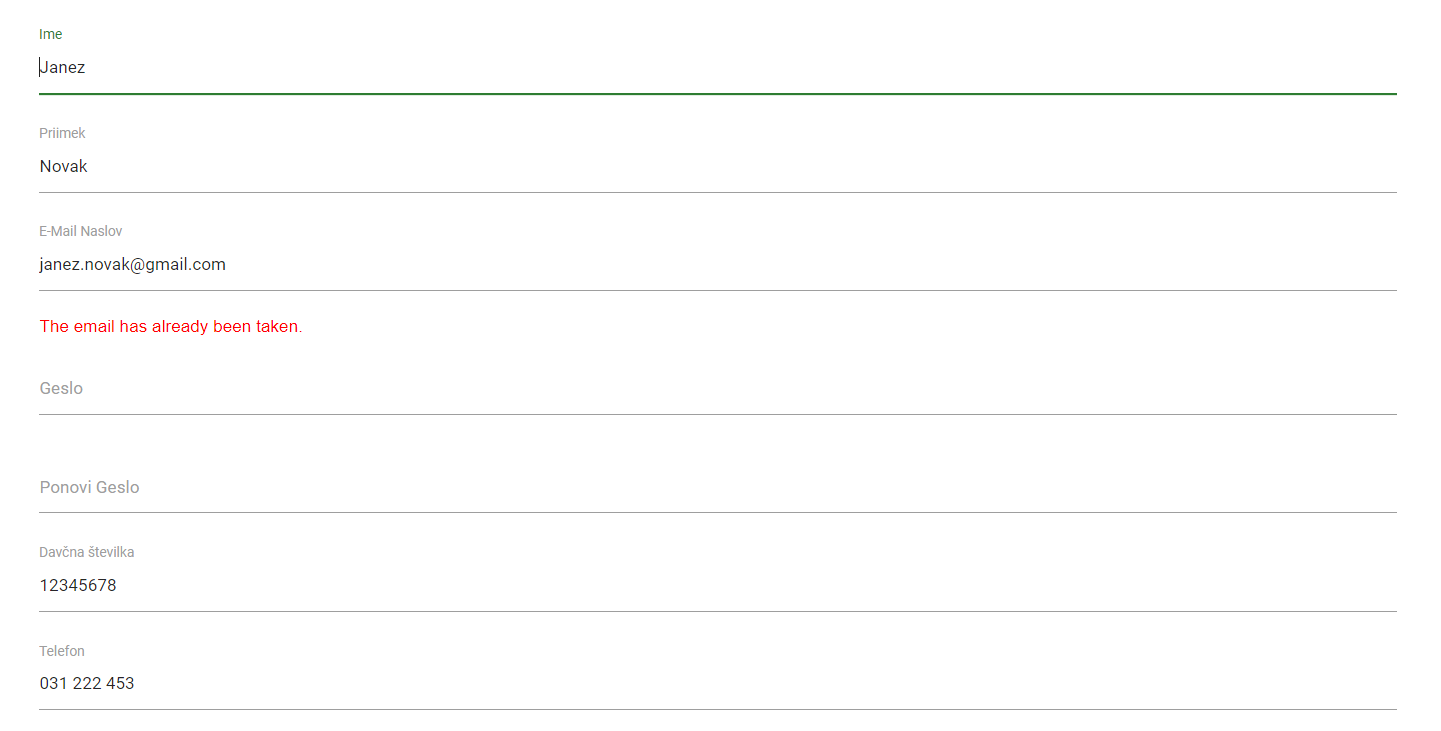 Ime
Janez
Priimek
Novak
E-Mail Naslov
janez.novak@gmail.com
The email has already been taken.
Geslo
Ponovi Geslo
Davčna številka
12345678
Telefon
031 222 453